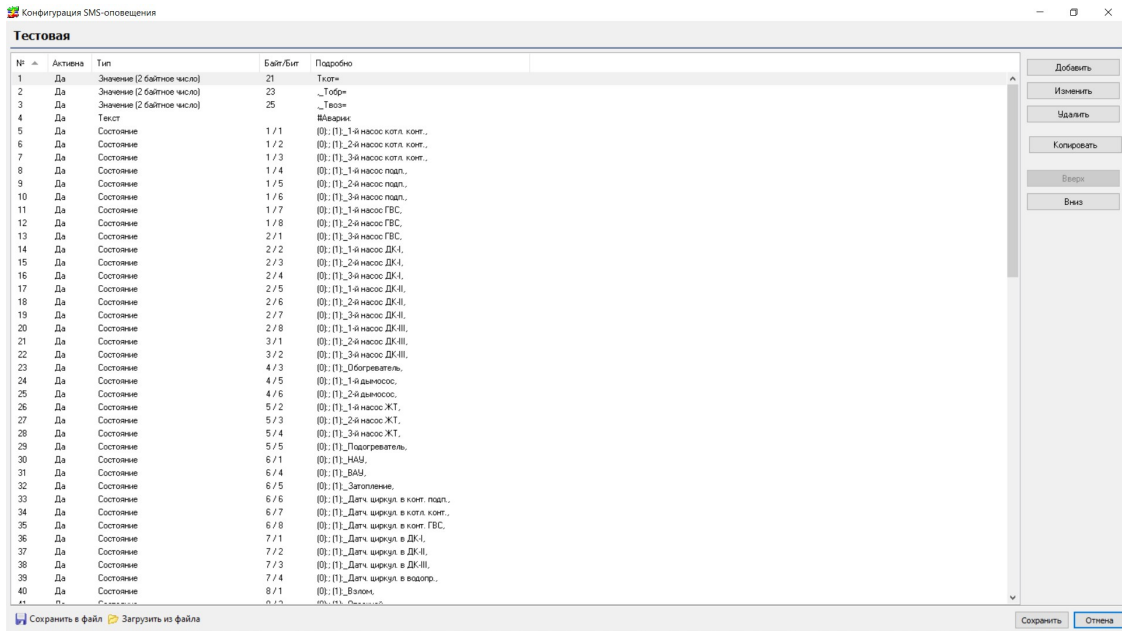 Конфигурация SMS-оповещения
Тестовая
№ Активна Тип Байт/Бит Подробно
1 Да Значение (2 байтное число) 21 Ткот=
2 Да Значение (2 байтное число) 23 ,_Тобр=
3 Да Значение (2 байтное число) 25 ,_Твоз=
4 Да Текст #Аварии:
5 Да Состояние 1 / 1 (0):; (1):_1-й насос котл. конт.,
6 Да Состояние 1 / 2 (0):; (1):_2-й насос котл. конт.,
7 Да Состояние 1 / 3 (0):; (1):_3-й насос котл. конт.,
8 Да Состояние 1 / 4 (0):; (1):_1-й насос подп.,
9 Да Состояние 1 / 5 (0):; (1):_2-й насос подп.,
10 Да Состояние 1 / 6 (0):; (1):_3-й насос подп.,
11 Да Состояние 1 / 7 (0):; (1):_1-й насос ГВС,
12 Да Состояние 1 / 8 (0):; (1):_2-й насос ГВС,
13 Да Состояние 2 / 1 (0):; (1):_3-й насос ГВС,
14 Да Состояние 2 / 2 (0):; (1):_1-й насос ДК-I,
15 Да Состояние 2 / 3 (0):; (1):_2-й насос ДК-I,
16 Да Состояние 2 / 4 (0):; (1):_3-й насос ДК-I,
17 Да Состояние 2 / 5 (0):; (1):_1-й насос ДК-II,
18 Да Состояние 2 / 6 (0):; (1):_2-й насос ДК-II,
19 Да Состояние 2 / 7 (0):; (1):_3-й насос ДК-II,
20 Да Состояние 2 / 8 (0):; (1):_1-й насос ДК-III,
21 Да Состояние 3 / 1 (0):; (1):_2-й насос ДК-III,
22 Да Состояние 3 / 2 (0):; (1):_3-й насос ДК-III,
23 Да Состояние 4 / 3 (0):; (1):_Обогреватель,
24 Да Состояние 4 / 5 (0):; (1):_1-й дымосос,
25 Да Состояние 4 / 6 (0):; (1):_2-й дымосос,
26 Да Состояние 5 / 2 (0):; (1):_1-й насос ЖТ,
27 Да Состояние 5 / 3 (0):; (1):_2-й насос ЖТ,
28 Да Состояние 5 / 4 (0):; (1):_3-й насос ЖТ,
29 Да Состояние 5 / 5 (0):; (1):_Подогреватель,
30 Да Состояние 6 / 1 (0):; (1):_НАУ,
31 Да Состояние 6 / 4 (0):; (1):_ВАУ,
32 Да Состояние 6 / 5 (0):; (1):_Затопление,
33 Да Состояние 6 / 6 (0):; (1):_Датч. циркул. в конт. подп.,
34 Да Состояние 6 / 7 (0):; (1):_Датч. циркул. в котл. конт.,
35 Да Состояние 6 / 8 (0):; (1):_Датч. циркул. в конт. ГВС,
36 Да Состояние 7 / 1 (0):; (1):_Датч. циркул. в ДК-I,
37 Да Состояние 7 / 2 (0):; (1):_Датч. циркул. в ДК-II,
38 Да Состояние 7 / 3 (0):; (1):_Датч. циркул. в ДК-III,
39 Да Состояние 7 / 4 (0):; (1):_Датч. циркул. в водопр.,
40 Да Состояние 8 / 1 (0):; (1):_Взлом,
Добавить
Изменить
Удалить
Копировать
Вверх
Вниз
Сохранить в файл Загрузить из файла
Сохранить Отмена